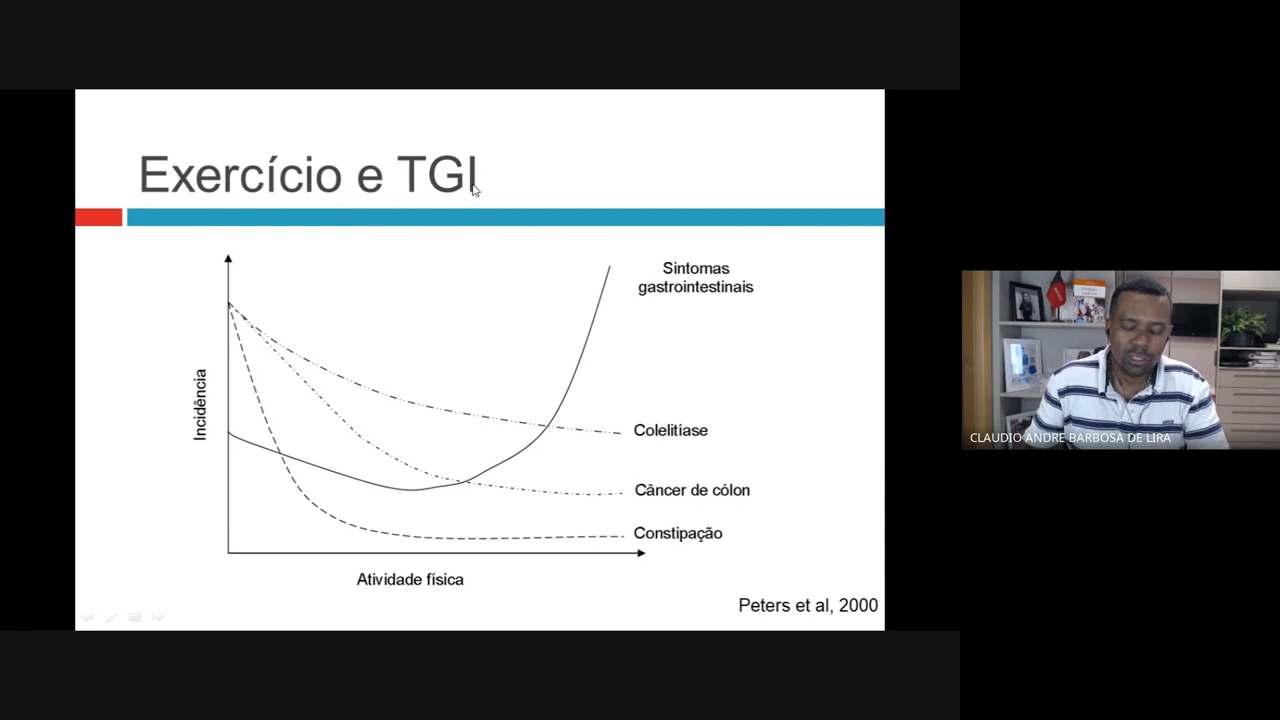 Exercício e TGI
Sintomas
gastrointestinais
Incidência
Colelitíase
Câncer de cólon
Constipação
Atividade física
Peters et al, 2000
CLAUDIO ANDRE BARBOSA DE LIRA